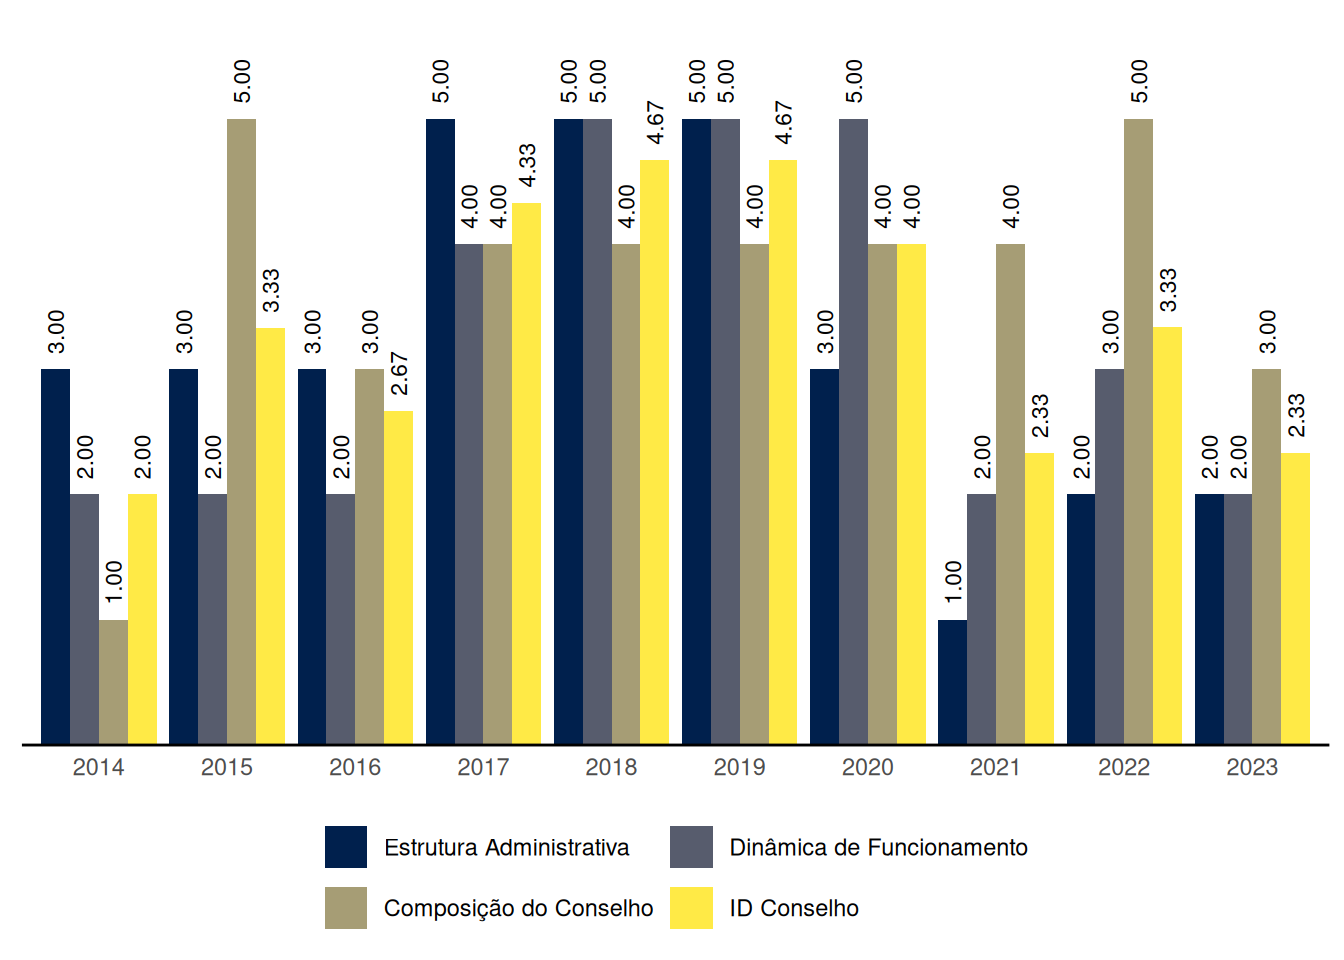 3.00 2.00 1.00 2.00
3.00 2.00 5.00 3.33
3.00 2.00 3.00 2.67
5.00 4.00 4.00 4.33
5.00 5.00 4.00 4.67
5.00 5.00 4.00 4.67
3.00 5.00 4.00 4.00
1.00 2.00 4.00 2.33
2.00 3.00 5.00 3.33
2.00 2.00 3.00 2.33
2014 2015 2016 2017 2018 2019 2020 2021 2022 2023
Estrutura Administrativa Dinâmica de Funcionamento
Composição do Conselho ID Conselho